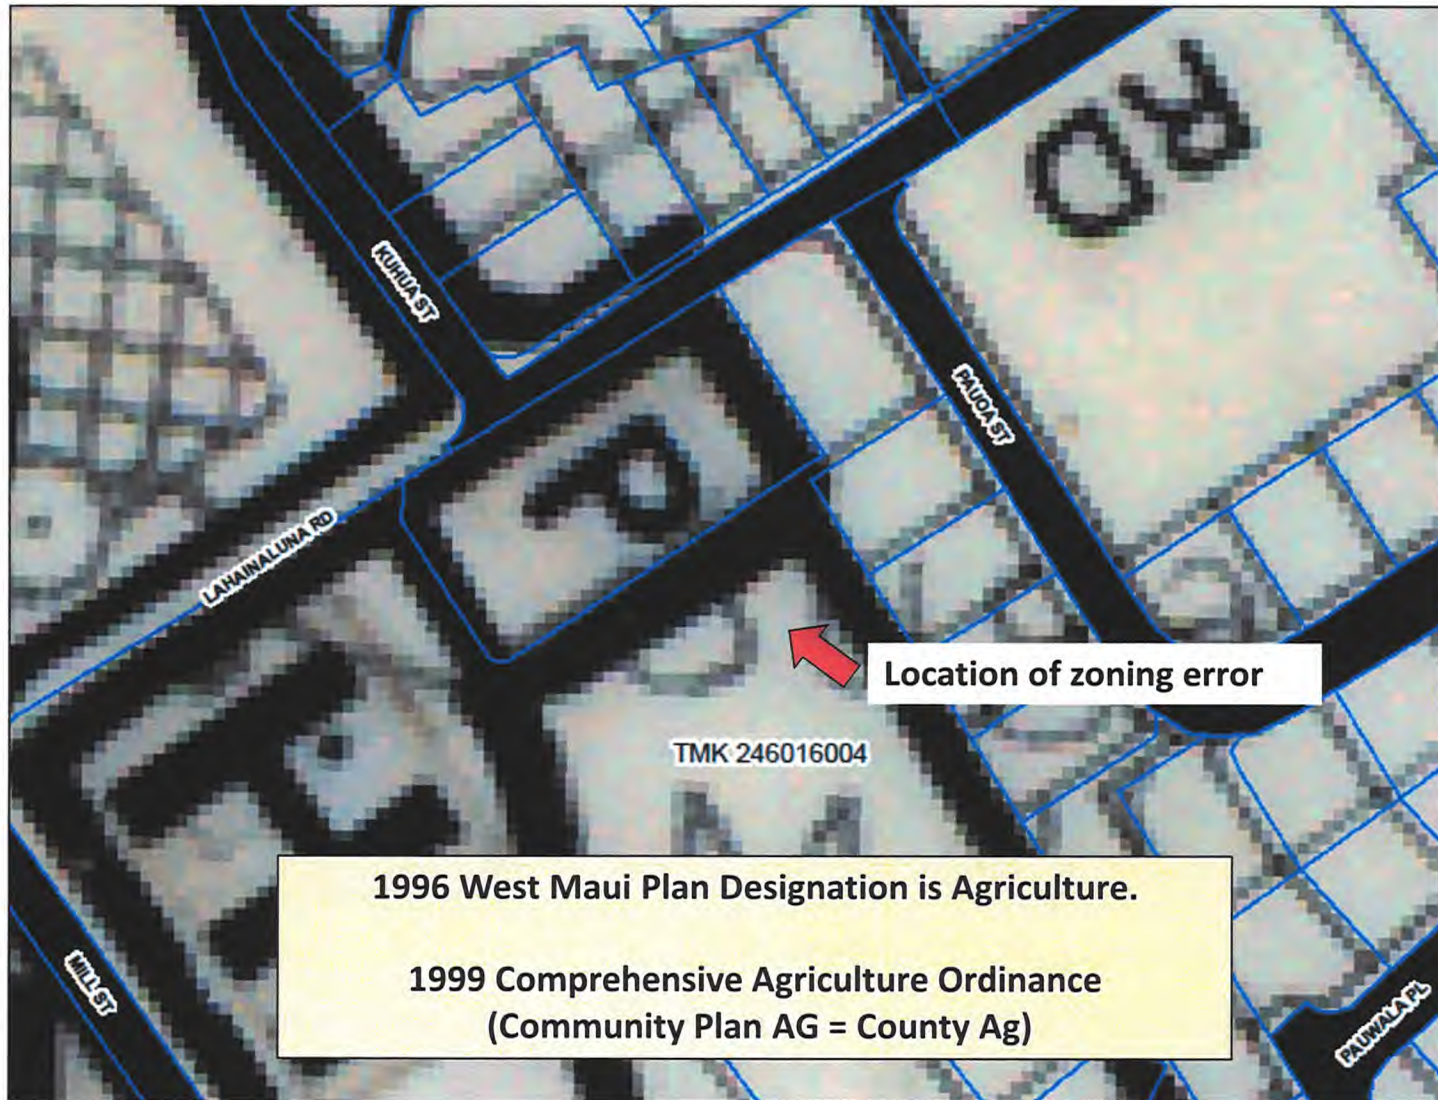 RD
KUHUA ST
PAUOA ST
P
LAHAINALUNA RD
Location of zoning error
TMK 246016004
1996 West Maui Plan Designation is Agriculture.
1999 Comprehensive Agriculture Ordinance
(Community Plan AG = County Ag)
MILL ST
PAUWALA PL